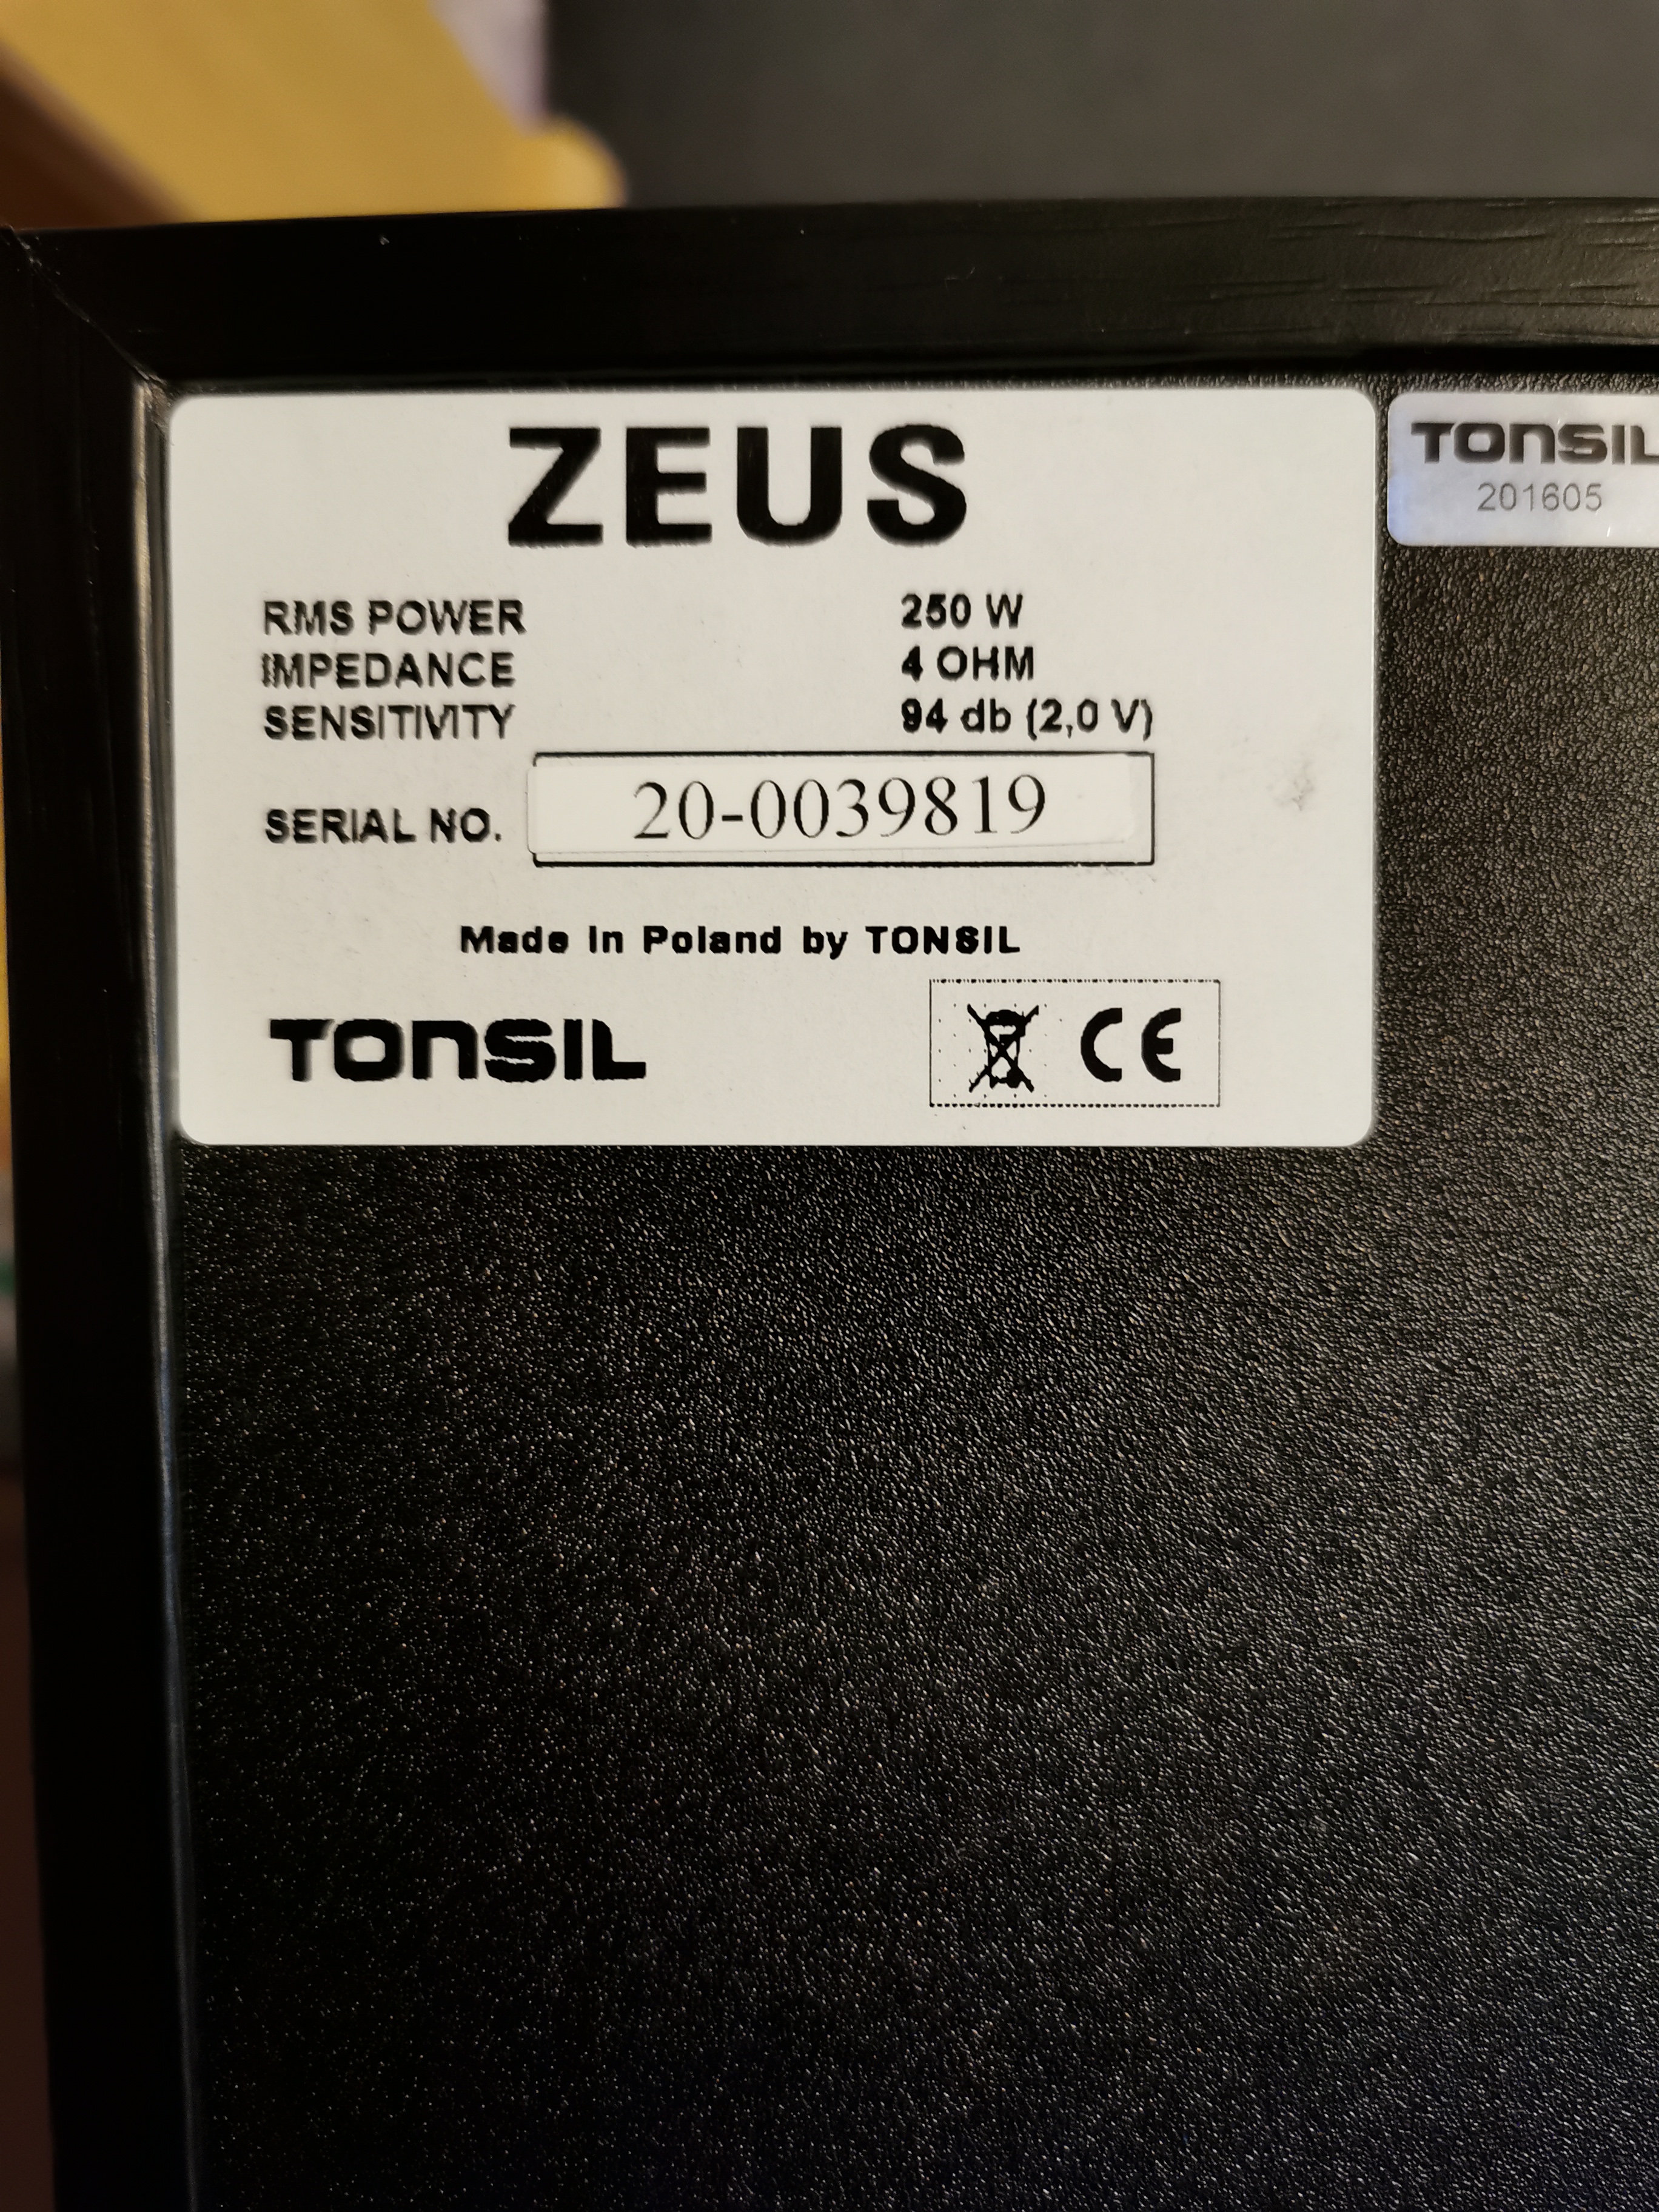 ZEUS
RMS POWER 250 W
IMPEDANCE 4 OHM
SENSITIVITY 94 db (2,0 V)
SERIAL NO. 20-0039819
Made in Poland by TONSIL
TONSIL CE
TONSIL
201605